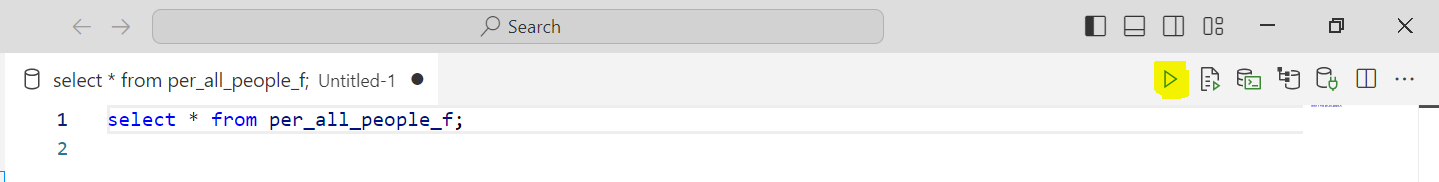 Search
select * from per_all_people_f; Untitled-1
1 select * from per_all_people_f;
2